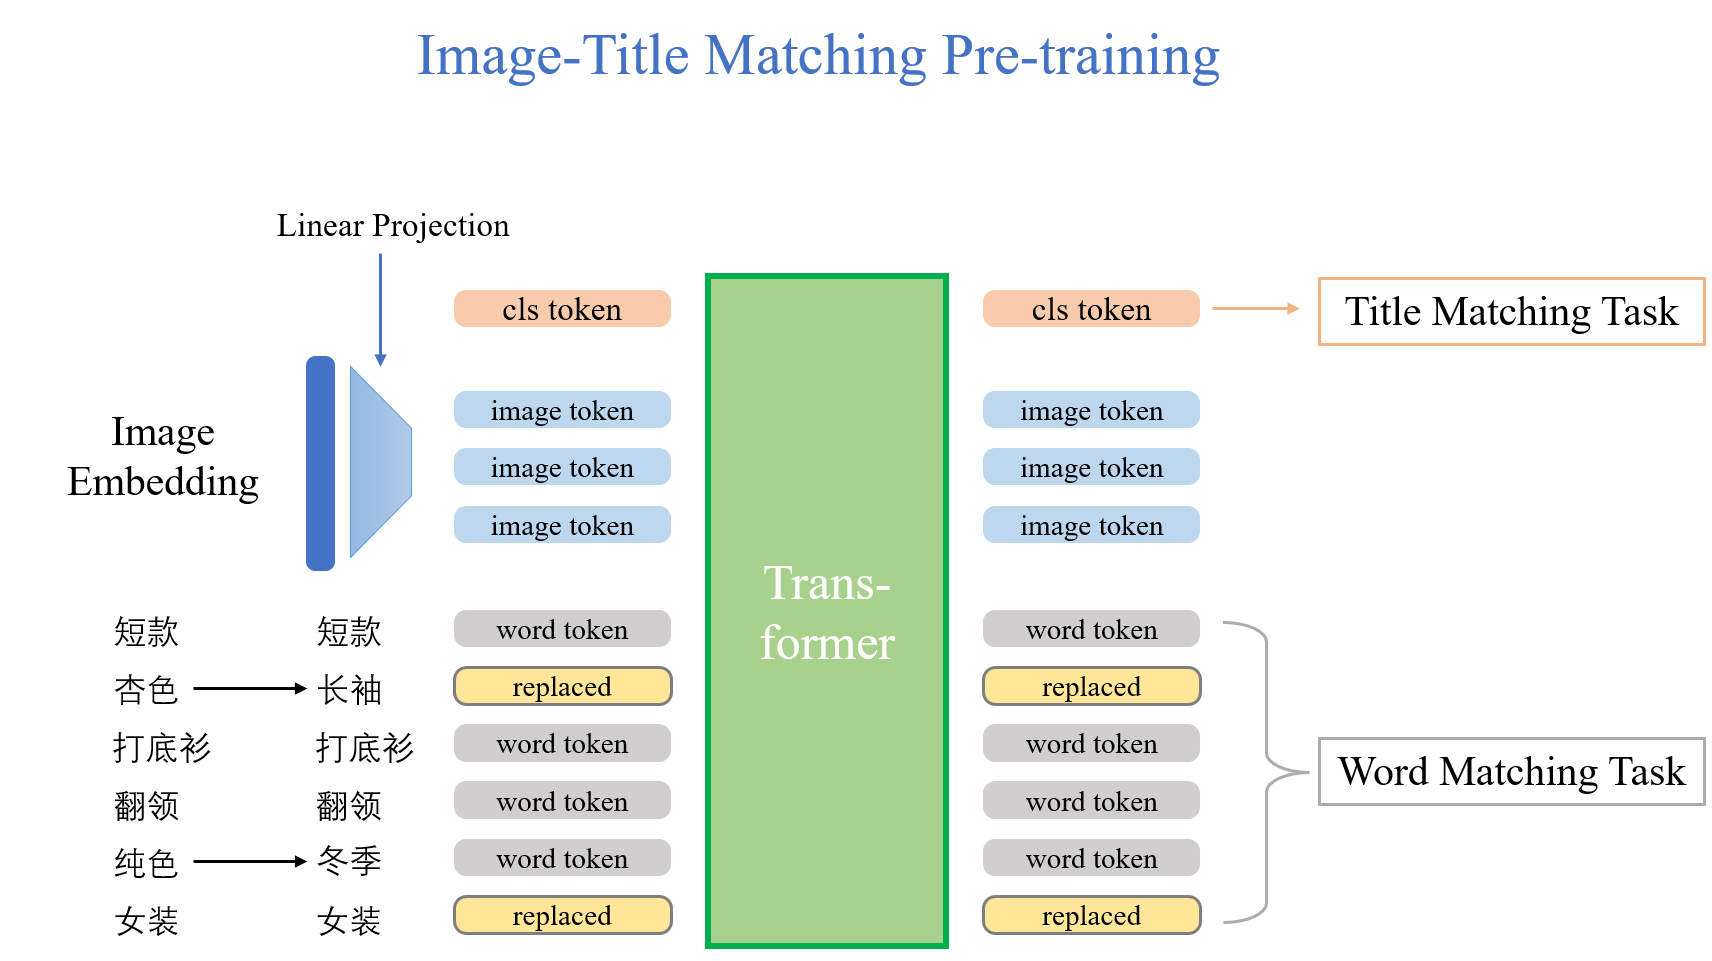 Image-Title Matching Pre-training
Linear Projection
cls token
cls token
Title Matching Task
Image
Embedding
image token
image token
image token
image token
image token
image token
Trans-
former
短款 短款 word token word token
杏色 长袖 replaced replaced
打底衫 打底衫 word token word token
翻领 翻领 word token word token
纯色 冬季 word token word token
女装 女装 replaced replaced
Word Matching Task